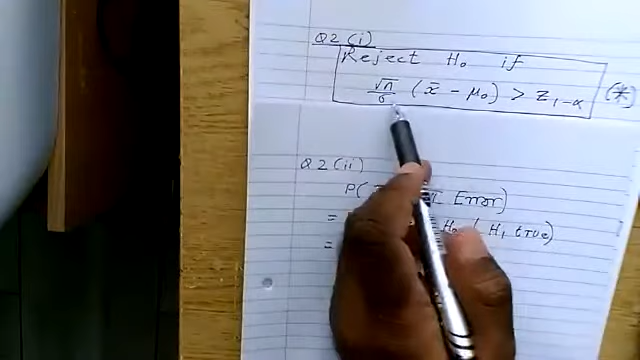 Q2 (i)
Reject H₀ if
√n/σ (x̄ - μ₀) > z₁₋α (*)
Q2 (ii)
P( Error)
= H₀ | H₁ true)
=